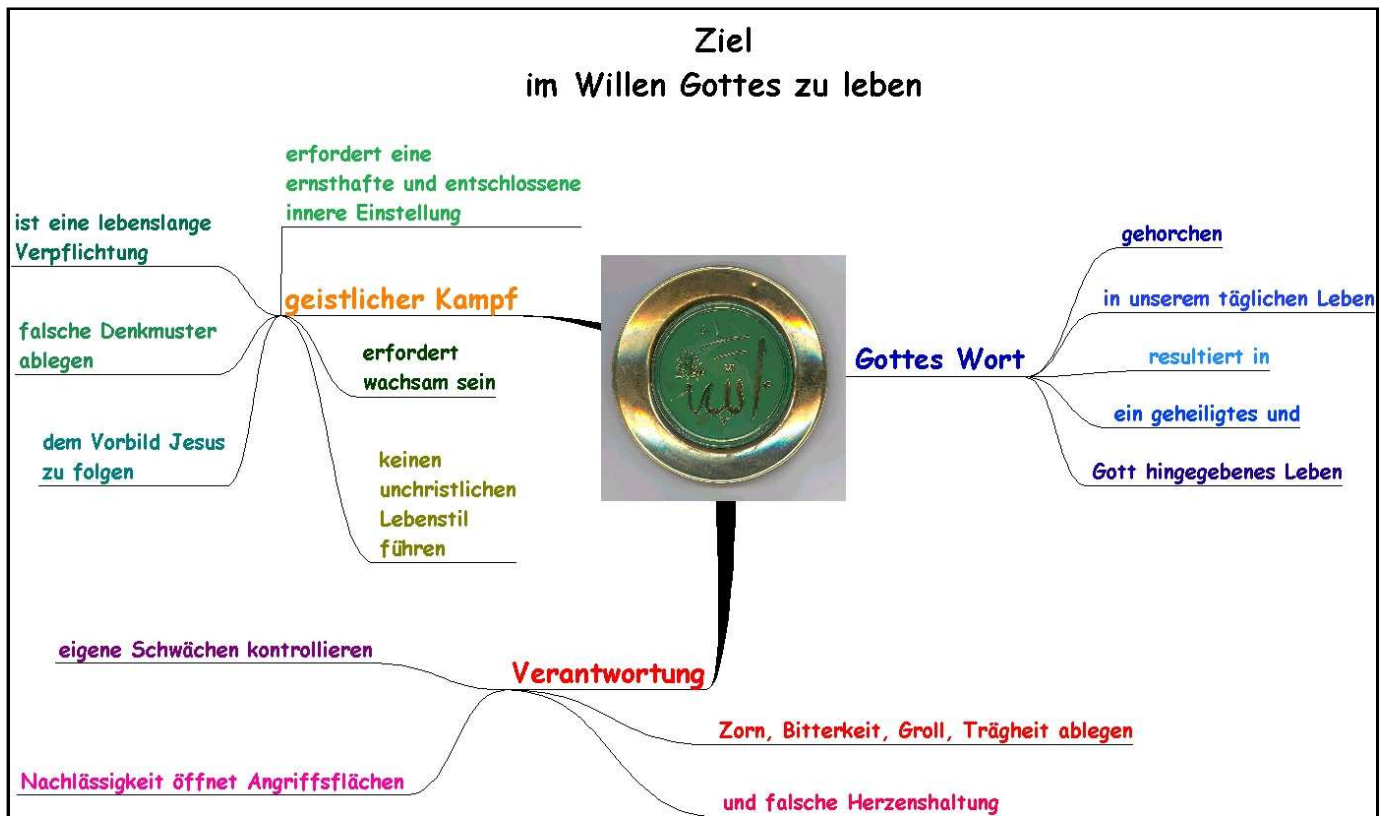 Ziel
im Willen Gottes zu leben
erfordert eine
ernsthafte und entschlossene
innere Einstellung
ist eine lebenslange
Verpflichtung
geistlicher Kampf
falsche Denkmuster
ablegen
erfordert
wachsam sein
dem Vorbild Jesus
zu folgen
keinen
unchristlichen
Lebenstil
führen
الله
Gottes Wort
gehorchen
in unserem täglichen Leben
resultiert in
ein geheiligtes und
Gott hingegebenes Leben
Verantwortung
eigene Schwächen kontrollieren
Nachlässigkeit öffnet Angriffsflächen
Zorn, Bitterkeit, Groll, Trägheit ablegen
und falsche Herzenshaltung